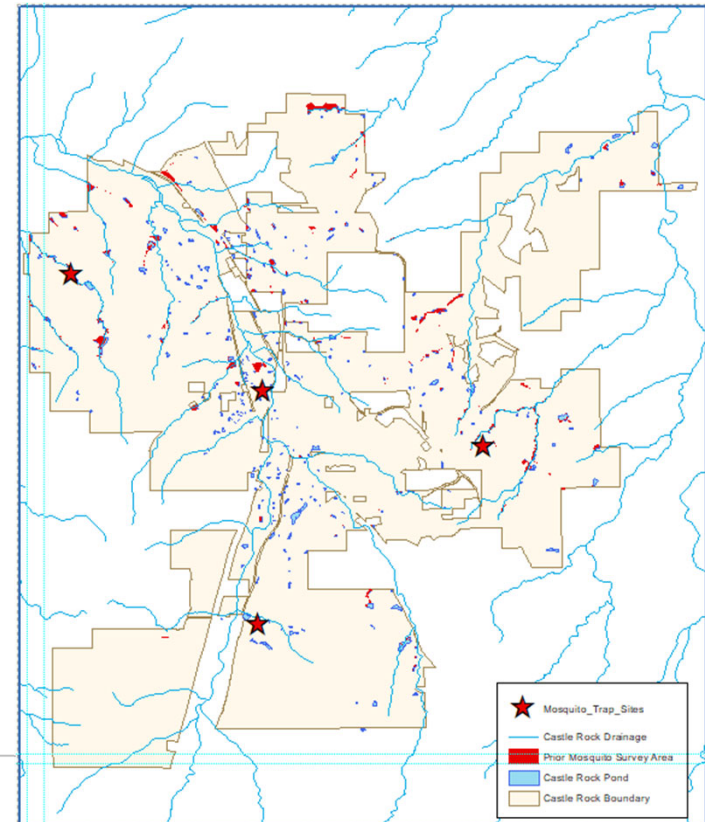 Mosquito_Trap_Sites
Castle Rock Drainage
Prior Mosquito Survey Area
Castle Rock Pond
Castle Rock Boundary